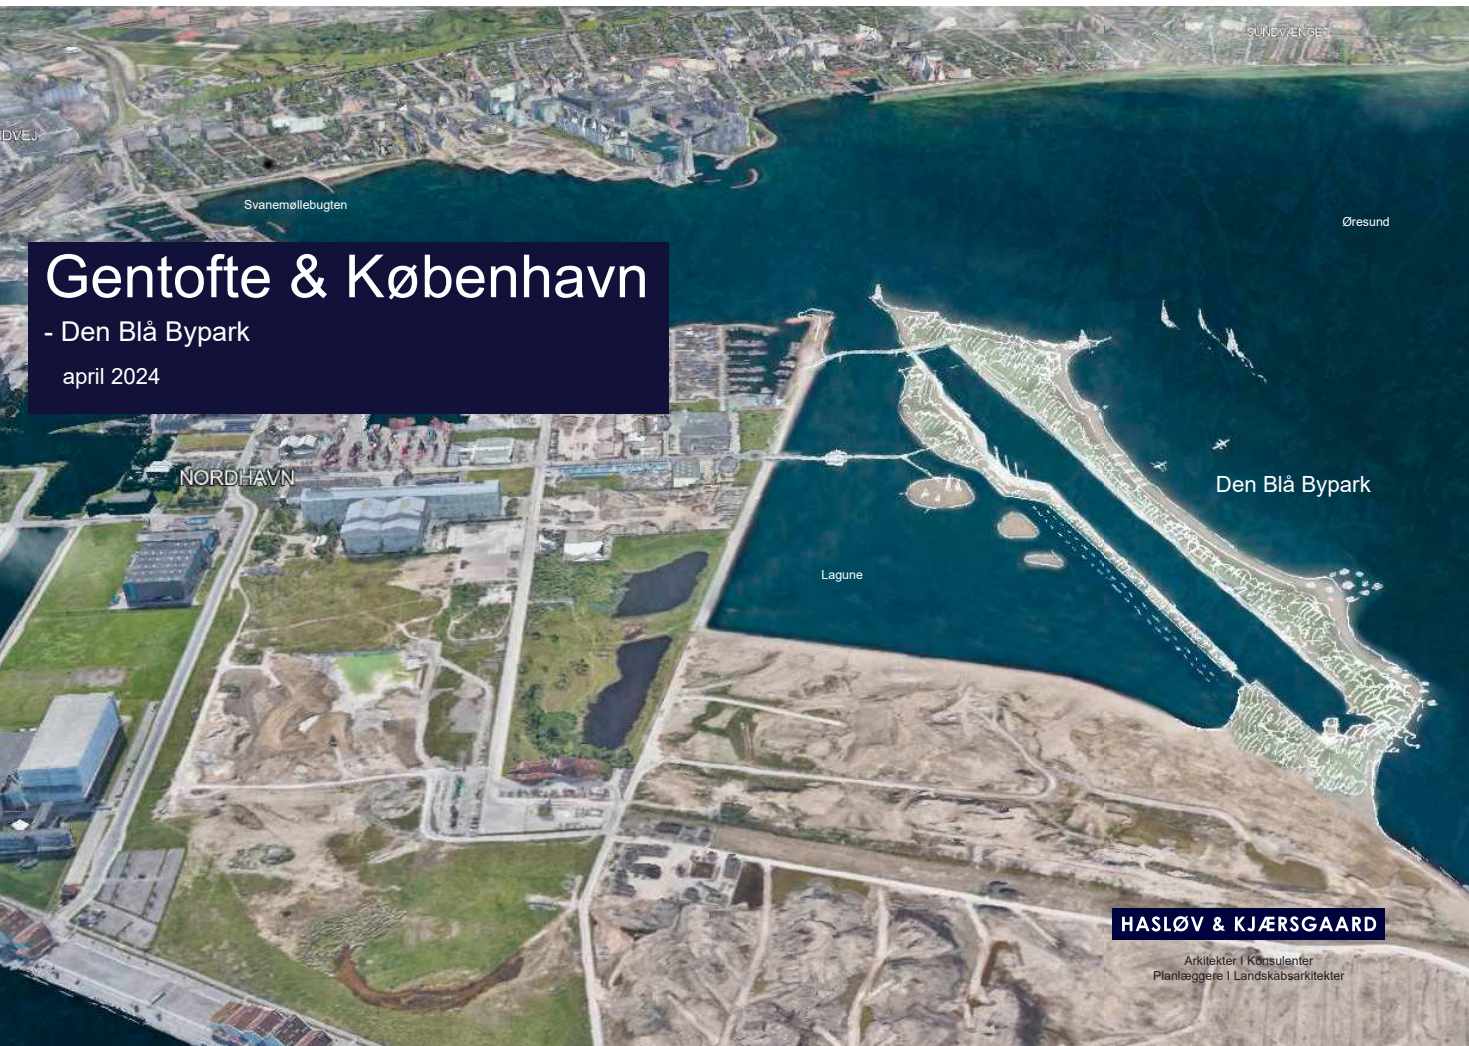 SUNDVÆNGET
NDVEJ
Svanemøllebugten
Øresund
Gentofte & København
- Den Blå Bypark
april 2024
NORDHAVN
Den Blå Bypark
Lagune
HASLØV & KJÆRSGAARD
Arkitekter I Konsulenter
Planlæggere I Landskabsarkitekter